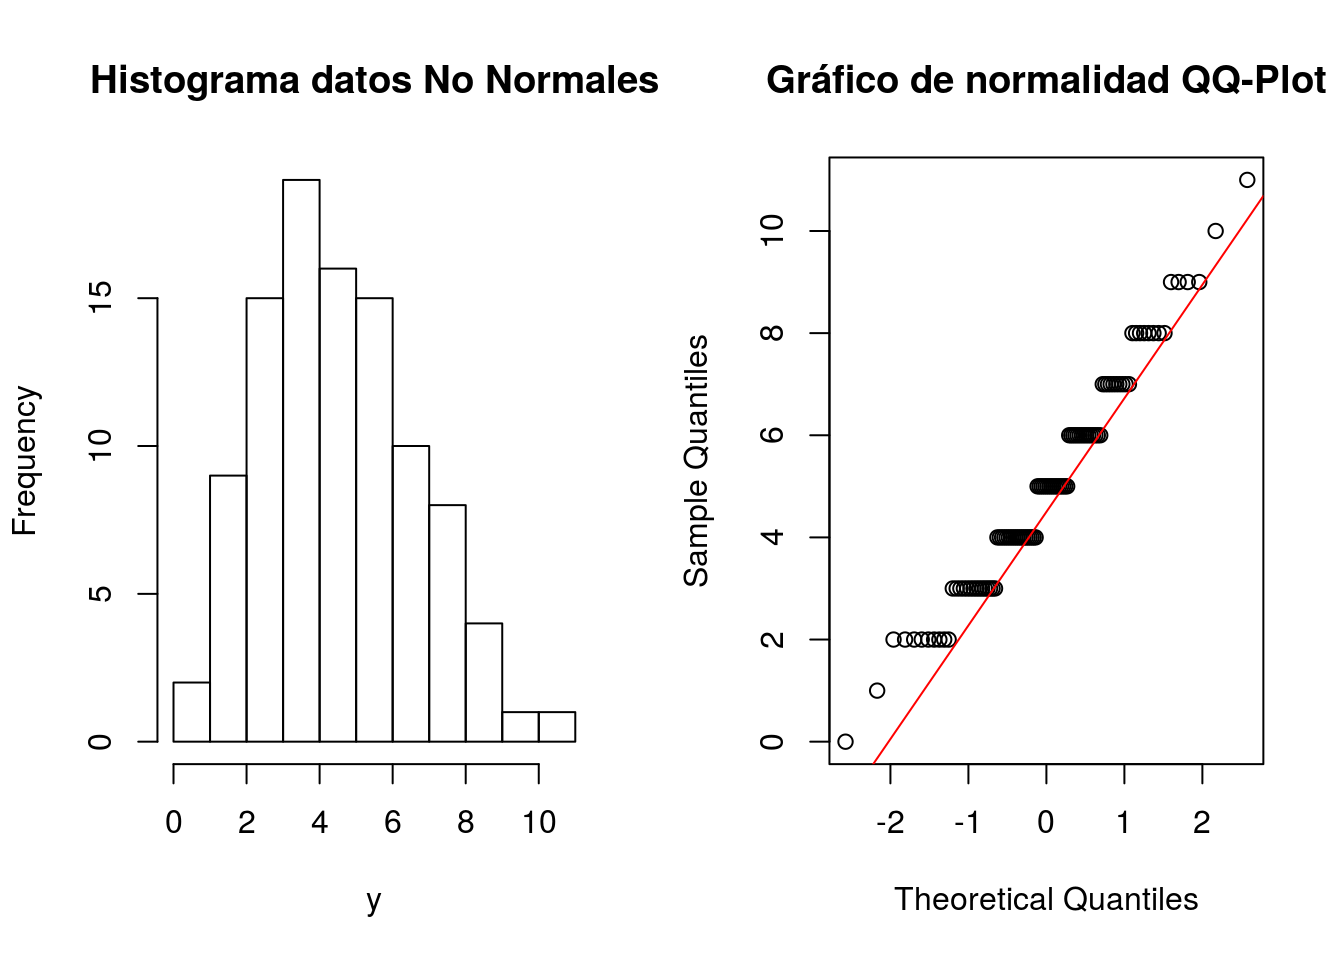 Histograma datos No Normales
Frequency
15
10
5
0
0 2 4 6 8 10
y
Gráfico de normalidad QQ-Plot
Sample Quantiles
10
8
6
4
2
0
-2 -1 0 1 2
Theoretical Quantiles